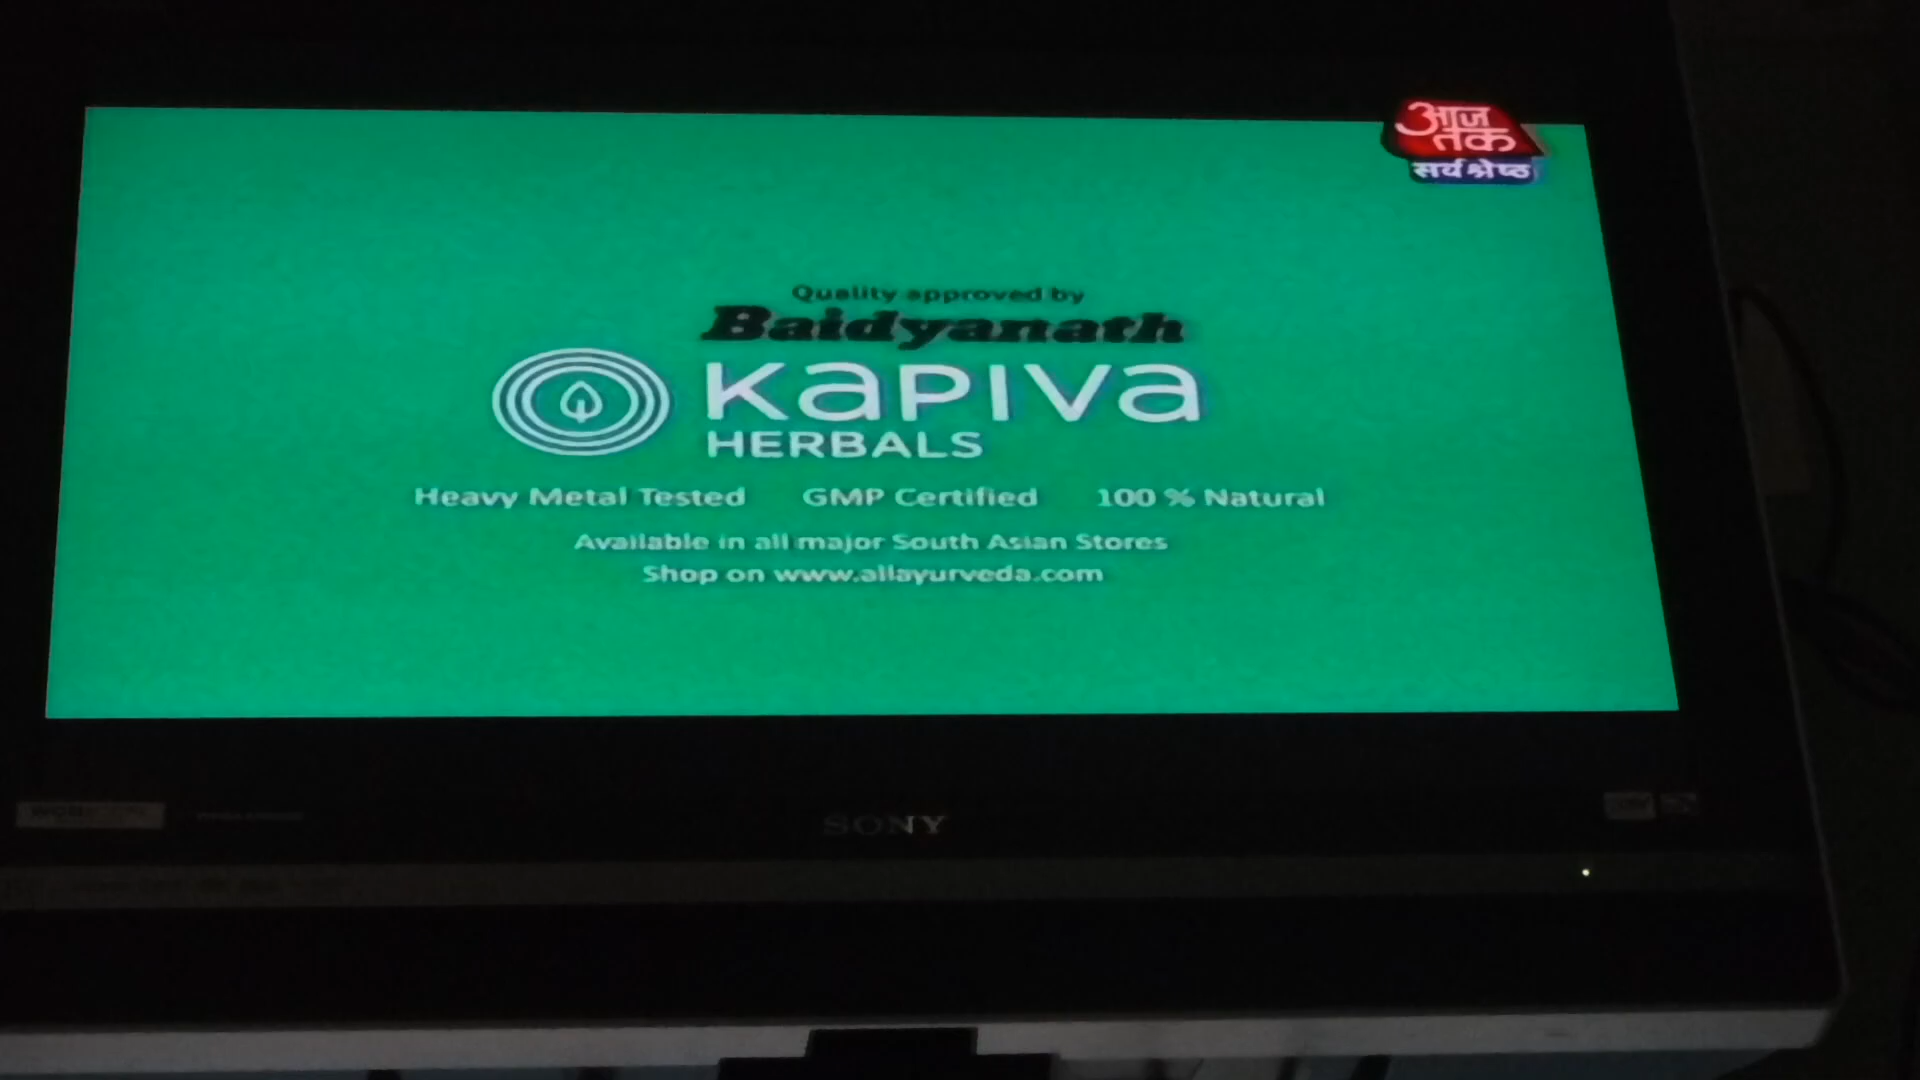 आज
तक
सर्वश्रेष्ठ
Quality approved by
Baidyanath
KAPIVA
HERBALS
Heavy Metal Tested GMP Certified 100 % Natural
Available in all major South Asian Stores
Shop on www.allayurveda.com
SONY